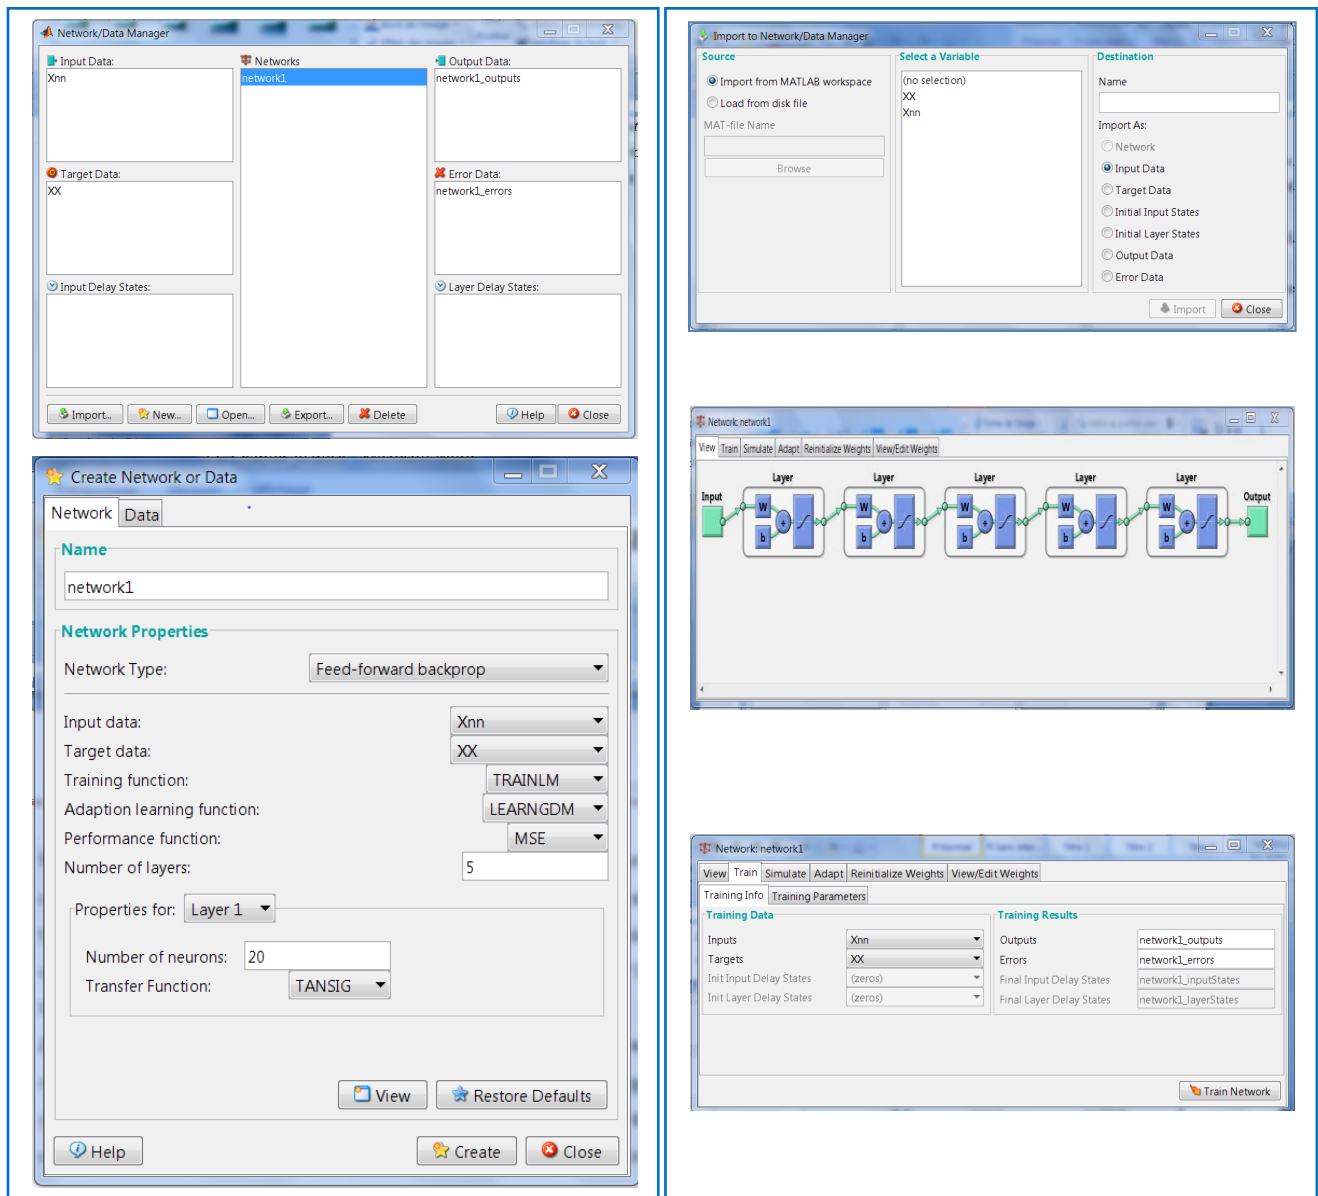 Network/Data Manager
Input Data:
Xnn
Networks
network1
Output Data:
network1_outputs
Target Data:
XX
Error Data:
network1_errors
Input Delay States:
Layer Delay States:
Import... New... Open... Export... Delete Help Close
Create Network or Data
Network Data
Name
network1
Network Properties
Network Type: Feed-forward backprop
Input data: Xnn
Target data: XX
Training function: TRAINLM
Adaption learning function: LEARNGDM
Performance function: MSE
Number of layers: 5
Properties for: Layer 1
Number of neurons: 20
Transfer Function: TANSIG
View Restore Defaults
Help Create Close
Import to Network/Data Manager
Source
Import from MATLAB workspace
Load from disk file
MAT-file Name
Browse
Select a Variable
(no selection)
XX
Xnn
Destination
Name
Import As:
Network
Input Data
Target Data
Initial Input States
Initial Layer States
Output Data
Error Data
Import Close
Network: network1
View Train Simulate Adapt Reinitialize Weights View/Edit Weights
Layer Layer Layer Layer Layer
Input Output
W W W W W
+ + + + +
b b b b b
Network: network1
View Train Simulate Adapt Reinitialize Weights View/Edit Weights
Training Info Training Parameters
Training Data
Inputs Xnn
Targets XX
Init Input Delay States (zeros)
Init Layer Delay States (zeros)
Training Results
Outputs network1_outputs
Errors network1_errors
Final Input Delay States network1_inputStates
Final Layer Delay States network1_layerStates
Train Network